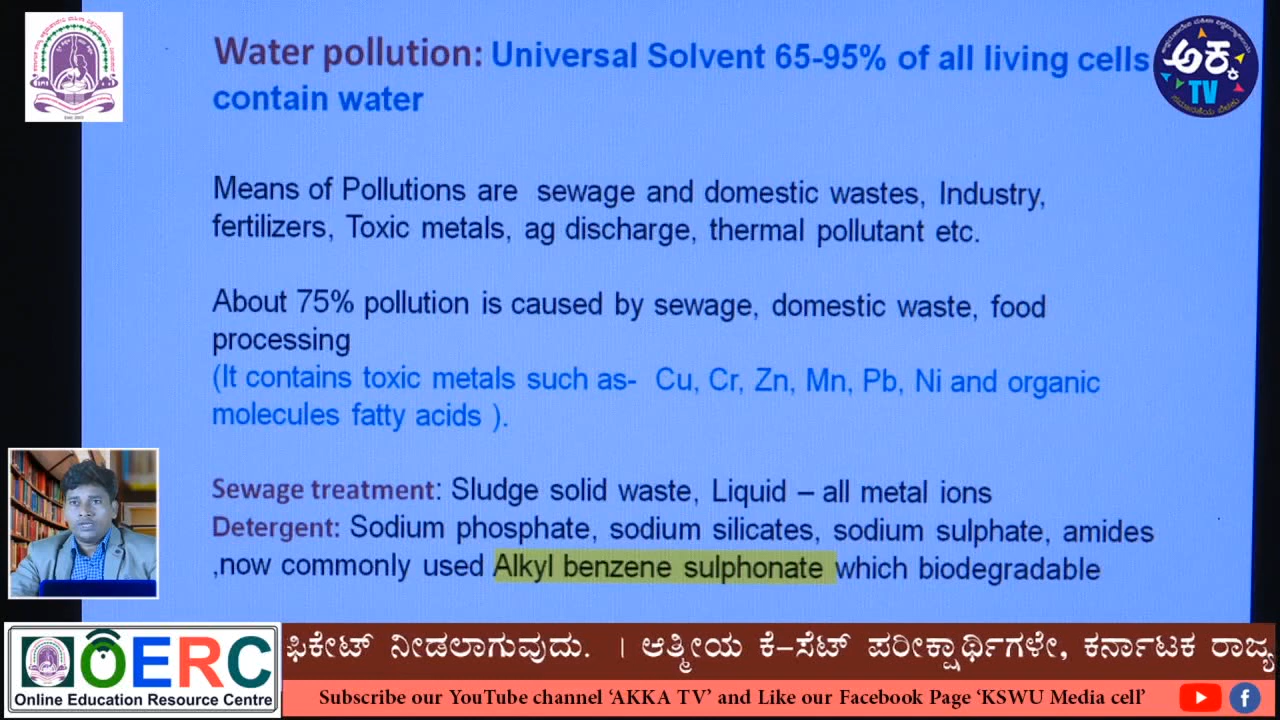 Water pollution: Universal Solvent 65-95% of all living cells
contain water
ಅಕ್ಕ
TV
Means of Pollutions are sewage and domestic wastes, Industry,
fertilizers, Toxic metals, ag discharge, thermal pollutant etc.
About 75% pollution is caused by sewage, domestic waste, food
processing
(It contains toxic metals such as- Cu, Cr, Zn, Mn, Pb, Ni and organic
molecules fatty acids ).
Sewage treatment: Sludge solid waste, Liquid – all metal ions
Detergent: Sodium phosphate, sodium silicates, sodium sulphate, amides
,now commonly used Alkyl benzene sulphonate which biodegradable
OERC
Online Education Resource Centre
ಫಿಕೇಟ್ ನೀಡಲಾಗುವುದು. । ಆತ್ಮೀಯ ಕೆ-ಸೆಟ್ ಪರೀಕ್ಷಾರ್ಥಿಗಳೇ, ಕರ್ನಾಟಕ ರಾಜ್ಯ
Subscribe our YouTube channel ‘AKKA TV’ and Like our Facebook Page ‘KSWU Media cell’